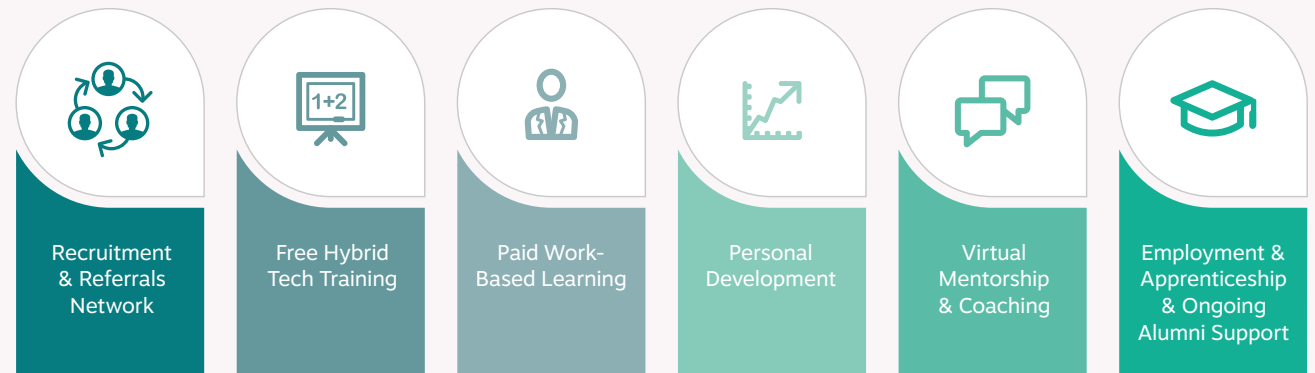 1+2
Recruitment
& Referrals
Network
Free Hybrid
Tech Training
Paid Work-
Based Learning
Personal
Development
Virtual
Mentorship
& Coaching
Employment &
Apprenticeship
& Ongoing
Alumni Support